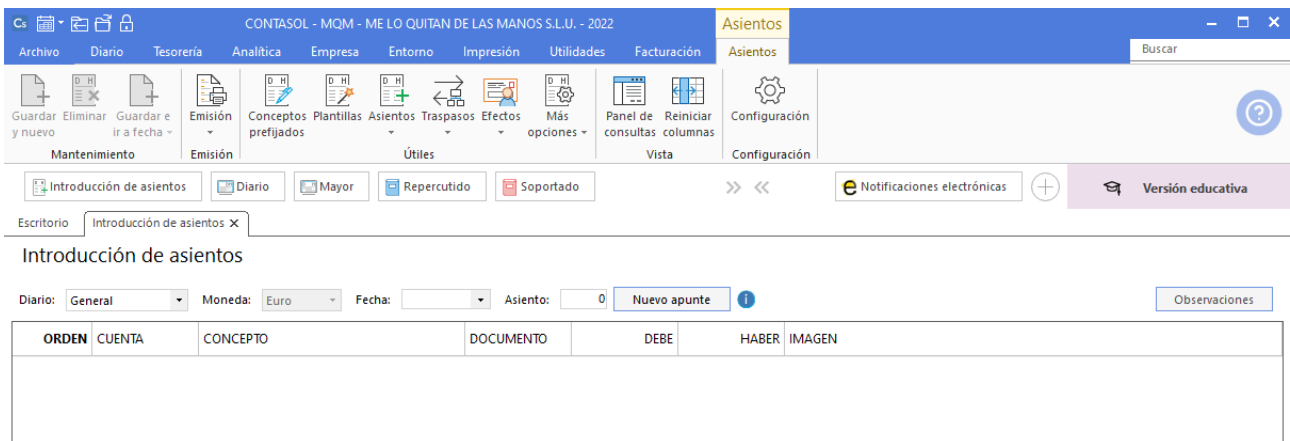 Cs CONTASOL - MQM - ME LO QUITAN DE LAS MANOS S.L.U. - 2022 Asientos
Archivo Diario Tesorería Analítica Empresa Entorno Impresión Utilidades Facturación Asientos Buscar
D H D H D H D H D H
Guardar Eliminar Guardar e Emisión Conceptos Plantillas Asientos Traspasos Efectos Más Panel de Reiniciar Configuración
y nuevo ir a fecha prefijados opciones consultas columnas
Mantenimiento Emisión Útiles Vista Configuración
Introducción de asientos Diario Mayor Repercutido Soportado e Notificaciones electrónicas Versión educativa
Escritorio Introducción de asientos X
Introducción de asientos
Diario: General Moneda: Euro Fecha: Asiento: 0 Nuevo apunte i Observaciones
ORDEN CUENTA CONCEPTO DOCUMENTO DEBE HABER IMAGEN